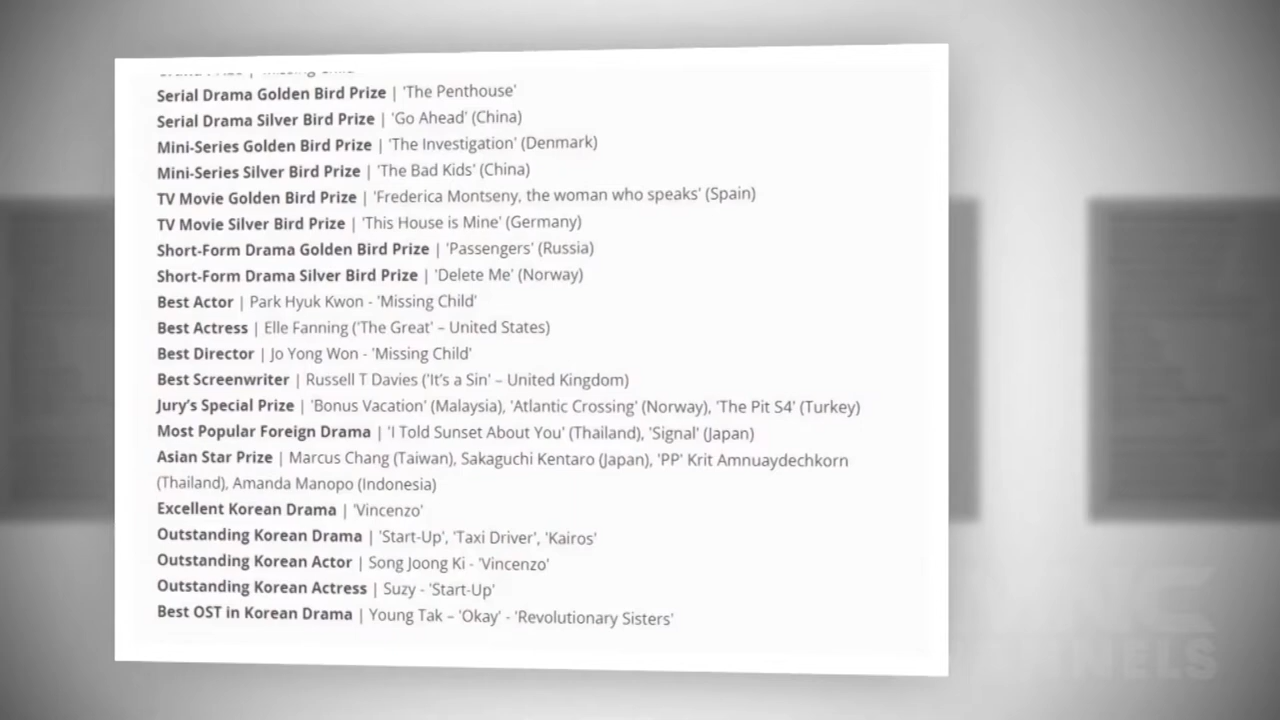 Serial Drama Golden Bird Prize | 'The Penthouse'
Serial Drama Silver Bird Prize | 'Go Ahead' (China)
Mini-Series Golden Bird Prize | 'The Investigation' (Denmark)
Mini-Series Silver Bird Prize | 'The Bad Kids' (China)
TV Movie Golden Bird Prize | 'Frederica Montseny, the woman who speaks' (Spain)
TV Movie Silver Bird Prize | 'This House is Mine' (Germany)
Short-Form Drama Golden Bird Prize | 'Passengers' (Russia)
Short-Form Drama Silver Bird Prize | 'Delete Me' (Norway)
Best Actor | Park Hyuk Kwon - 'Missing Child'
Best Actress | Elle Fanning ('The Great' – United States)
Best Director | Jo Yong Won - 'Missing Child'
Best Screenwriter | Russell T Davies ('It's a Sin' – United Kingdom)
Jury's Special Prize | 'Bonus Vacation' (Malaysia), 'Atlantic Crossing' (Norway), 'The Pit S4' (Turkey)
Most Popular Foreign Drama | 'I Told Sunset About You' (Thailand), 'Signal' (Japan)
Asian Star Prize | Marcus Chang (Taiwan), Sakaguchi Kentaro (Japan), 'PP' Krit Amnuaydechkorn
(Thailand), Amanda Manopo (Indonesia)
Excellent Korean Drama | 'Vincenzo'
Outstanding Korean Drama | 'Start-Up', 'Taxi Driver', 'Kairos'
Outstanding Korean Actor | Song Joong Ki - 'Vincenzo'
Outstanding Korean Actress | Suzy - 'Start-Up'
Best OST in Korean Drama | Young Tak – 'Okay' - 'Revolutionary Sisters'